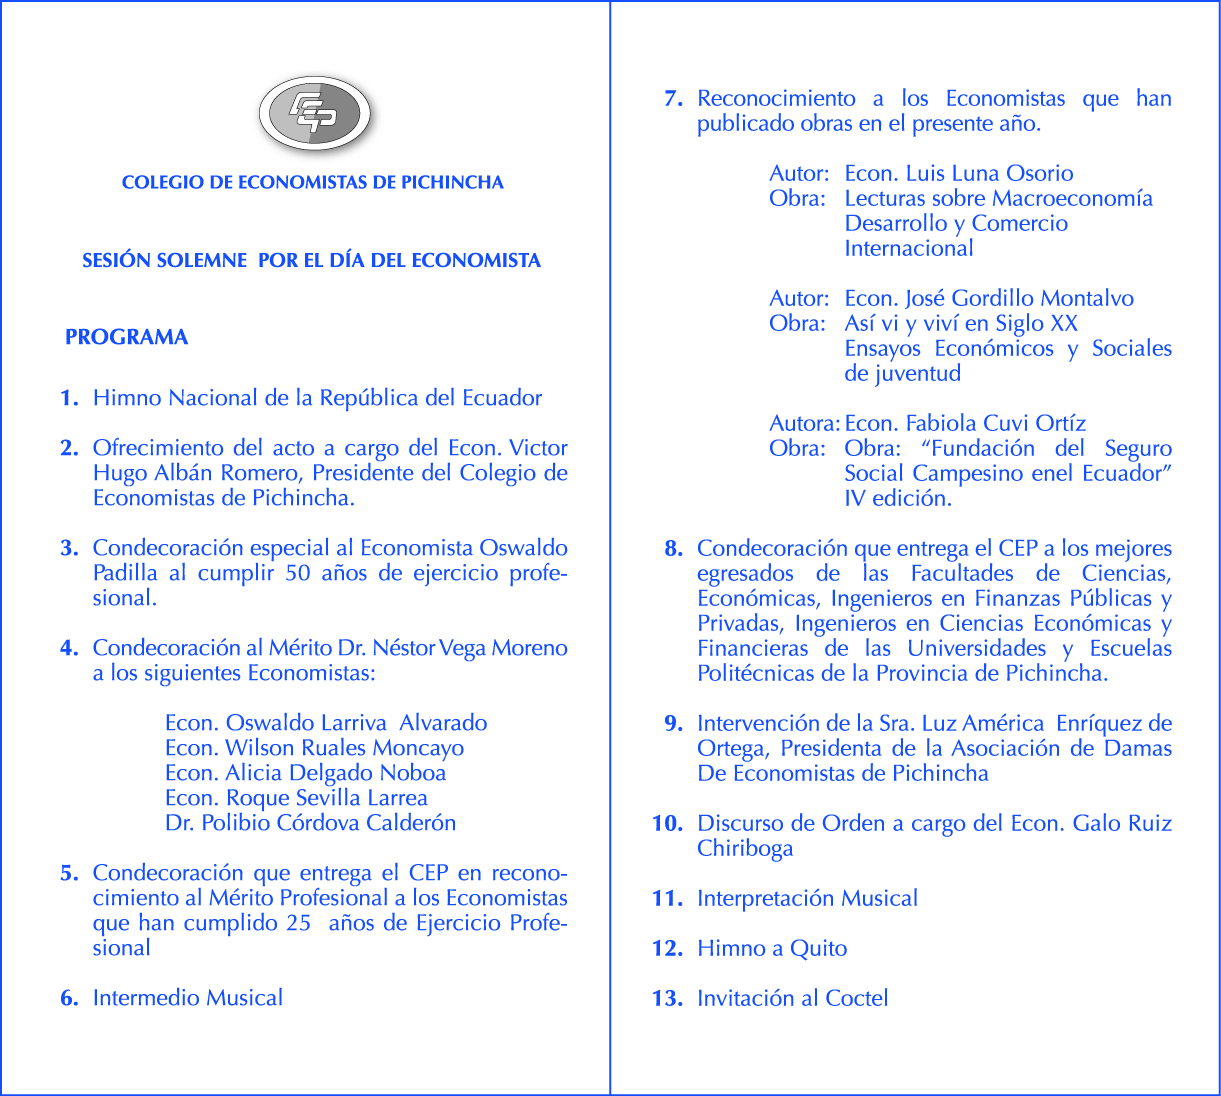 CEP
COLEGIO DE ECONOMISTAS DE PICHINCHA
SESIÓN SOLEMNE POR EL DÍA DEL ECONOMISTA
PROGRAMA
1. Himno Nacional de la República del Ecuador
2. Ofrecimiento del acto a cargo del Econ. Victor
Hugo Albán Romero, Presidente del Colegio de
Economistas de Pichincha.
3. Condecoración especial al Economista Oswaldo
Padilla al cumplir 50 años de ejercicio profe-
sional.
4. Condecoración al Mérito Dr. Néstor Vega Moreno
a los siguientes Economistas:
Econ. Oswaldo Larriva Alvarado
Econ. Wilson Ruales Moncayo
Econ. Alicia Delgado Noboa
Econ. Roque Sevilla Larrea
Dr. Polibio Córdova Calderón
5. Condecoración que entrega el CEP en recono-
cimiento al Mérito Profesional a los Economistas
que han cumplido 25 años de Ejercicio Profe-
sional
6. Intermedio Musical
7. Reconocimiento a los Economistas que han
publicado obras en el presente año.
Autor: Econ. Luis Luna Osorio
Obra: Lecturas sobre Macroeconomía
Desarrollo y Comercio
Internacional
Autor: Econ. José Gordillo Montalvo
Obra: Así vi y viví en Siglo XX
Ensayos Económicos y Sociales
de juventud
Autora: Econ. Fabiola Cuvi Ortíz
Obra: Obra: “Fundación del Seguro
Social Campesino enel Ecuador”
IV edición.
8. Condecoración que entrega el CEP a los mejores
egresados de las Facultades de Ciencias,
Económicas, Ingenieros en Finanzas Públicas y
Privadas, Ingenieros en Ciencias Económicas y
Financieras de las Universidades y Escuelas
Politécnicas de la Provincia de Pichincha.
9. Intervención de la Sra. Luz América Enríquez de
Ortega, Presidenta de la Asociación de Damas
De Economistas de Pichincha
10. Discurso de Orden a cargo del Econ. Galo Ruiz
Chiriboga
11. Interpretación Musical
12. Himno a Quito
13. Invitación al Coctel